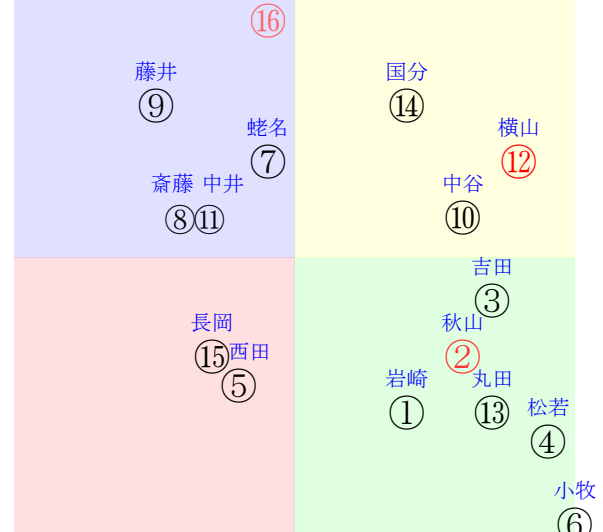 ⑯
藤井 国分
⑨ ⑭
蛯名 横山
⑦ ⑫
斎藤 中井 中谷
⑧⑪ ⑩
吉田
③
長岡 秋山
⑮西田 ②
⑤ 岩崎 丸田
① ⑬ 松若
④
小牧
⑥